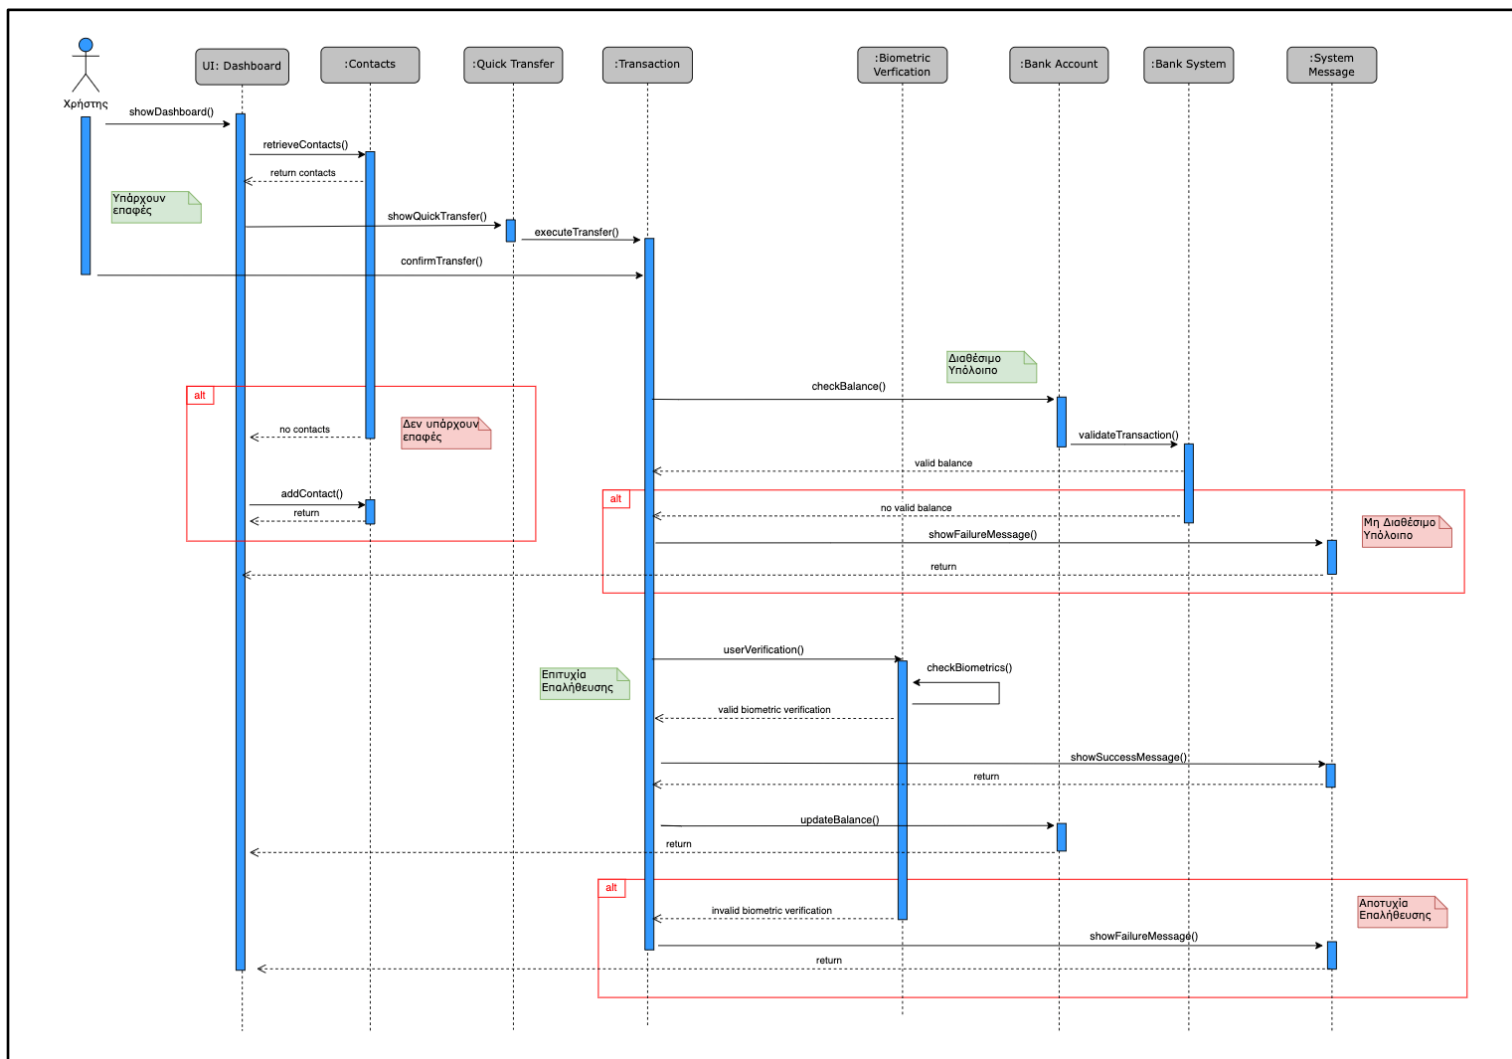 UI: Dashboard
:Contacts
:Quick Transfer
:Transaction
:Biometric
Verfication
:Bank Account
:Bank System
:System
Message
Χρήστης
showDashboard()
retrieveContacts()
return contacts
Υπάρχουν
επαφές
showQuickTransfer()
executeTransfer()
confirmTransfer()
Διαθέσιμο
Υπόλοιπο
checkBalance()
alt
no contacts
Δεν υπάρχουν
επαφές
validateTransaction()
valid balance
addContact()
return
alt
no valid balance
Μη Διαθέσιμο
Υπόλοιπο
showFailureMessage()
return
userVerification()
checkBiometrics()
Επιτυχία
Επαλήθευσης
valid biometric verification
showSuccessMessage()
return
updateBalance()
return
alt
Αποτυχία
Επαλήθευσης
invalid biometric verification
showFailureMessage()
return